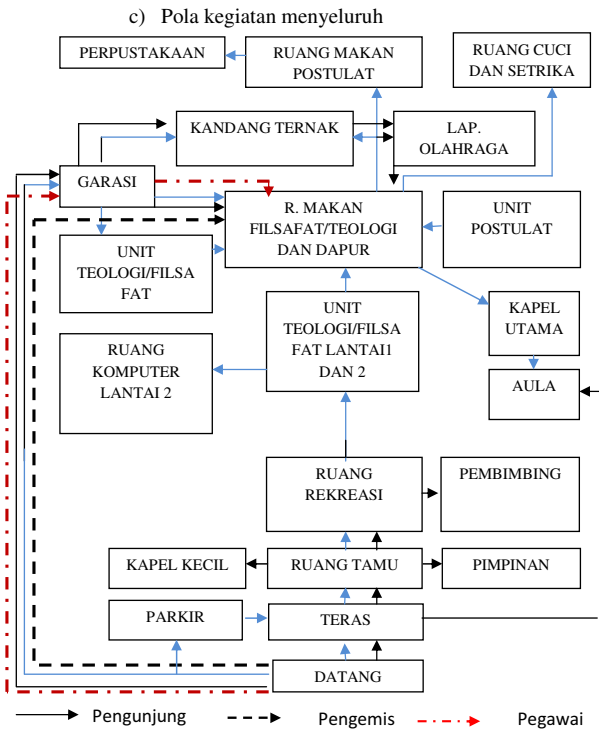 c) Pola kegiatan menyeluruh
PERPUSTAKAAN
RUANG MAKAN
POSTULAT
RUANG CUCI
DAN SETRIKA
KANDANG TERNAK
LAP.
OLAHRAGA
GARASI
R. MAKAN
FILSAFAT/TEOLOGI
DAN DAPUR
UNIT
POSTULAT
UNIT
TEOLOGI/FILSA
FAT
UNIT
TEOLOGI/FILSA
FAT LANTAI1
DAN 2
KAPEL
UTAMA
RUANG
KOMPUTER
LANTAI 2
AULA
RUANG
REKREASI
PEMBIMBING
KAPEL KECIL
RUANG TAMU
PIMPINAN
PARKIR
TERAS
DATANG
Pengunjung
Pengemis
Pegawai